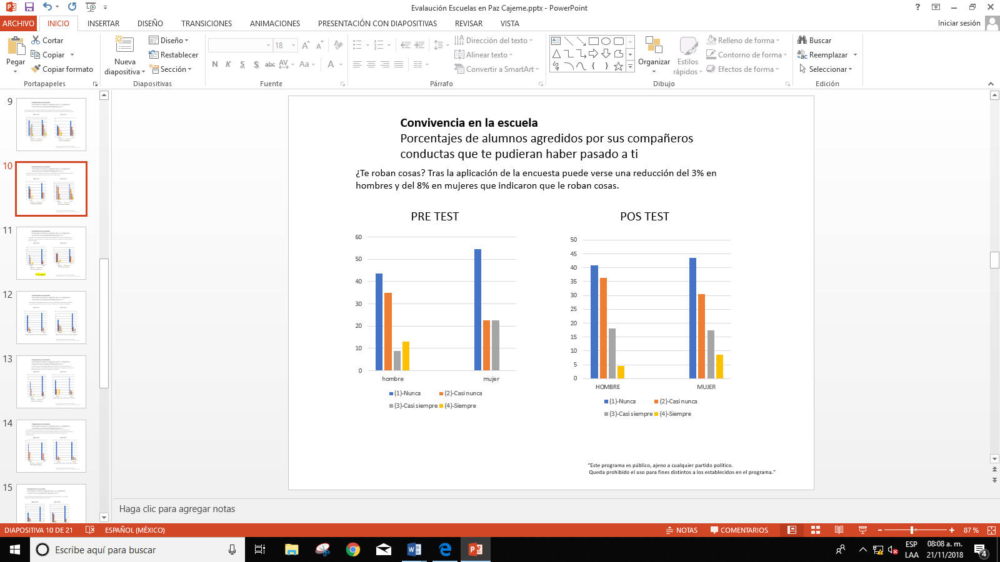 Evalaución Escuelas en Paz Cajeme.pptx - PowerPoint
ARCHIVO INICIO INSERTAR DISEÑO TRANSICIONES ANIMACIONES PRESENTACIÓN CON DIAPOSITIVAS REVISAR VISTA Iniciar sesión
Pegar
Cortar
Copiar
Copiar formato
Portapapeles
Nueva diapositiva
Diseño
Restablecer
Sección
Diapositivas
18
N K S S abc AV Aa A
Fuente
Dirección del texto
Alinear texto
Convertir a SmartArt
Párrafo
Organizar
Estilos rápidos
Relleno de forma
Contorno de forma
Efectos de forma
Dibujo
Buscar
Reemplazar
Seleccionar
Edición
9
10
11
12
13
14
15
Convivencia en la escuela
Porcentajes de alumnos agredidos por sus compañeros
conductas que te pudieran haber pasado a ti
¿Te roban cosas? Tras la aplicación de la encuesta puede verse una reducción del 3% en
hombres y del 8% en mujeres que indicaron que le roban cosas.
PRE TEST
60
50
40
30
20
10
0
hombre mujer
(1)-Nunca (2)-Casi nunca
(3)-Casi siempre (4)-Siempre
POS TEST
50
45
40
35
30
25
20
15
10
5
0
HOMBRE MUJER
(1)-Nunca (2)-Casi nunca
(3)-Casi siempre (4)-Siempre
“Este programa es público, ajeno a cualquier partido político.
Queda prohibido el uso para fines distintos a los establecidos en el programa.”
Haga clic para agregar notas
DIAPOSITIVA 10 DE 21 ESPAÑOL (MÉXICO) NOTAS COMENTARIOS 87 %
Escribe aquí para buscar
ESP
LAA
08:08 a. m.
21/11/2018
4